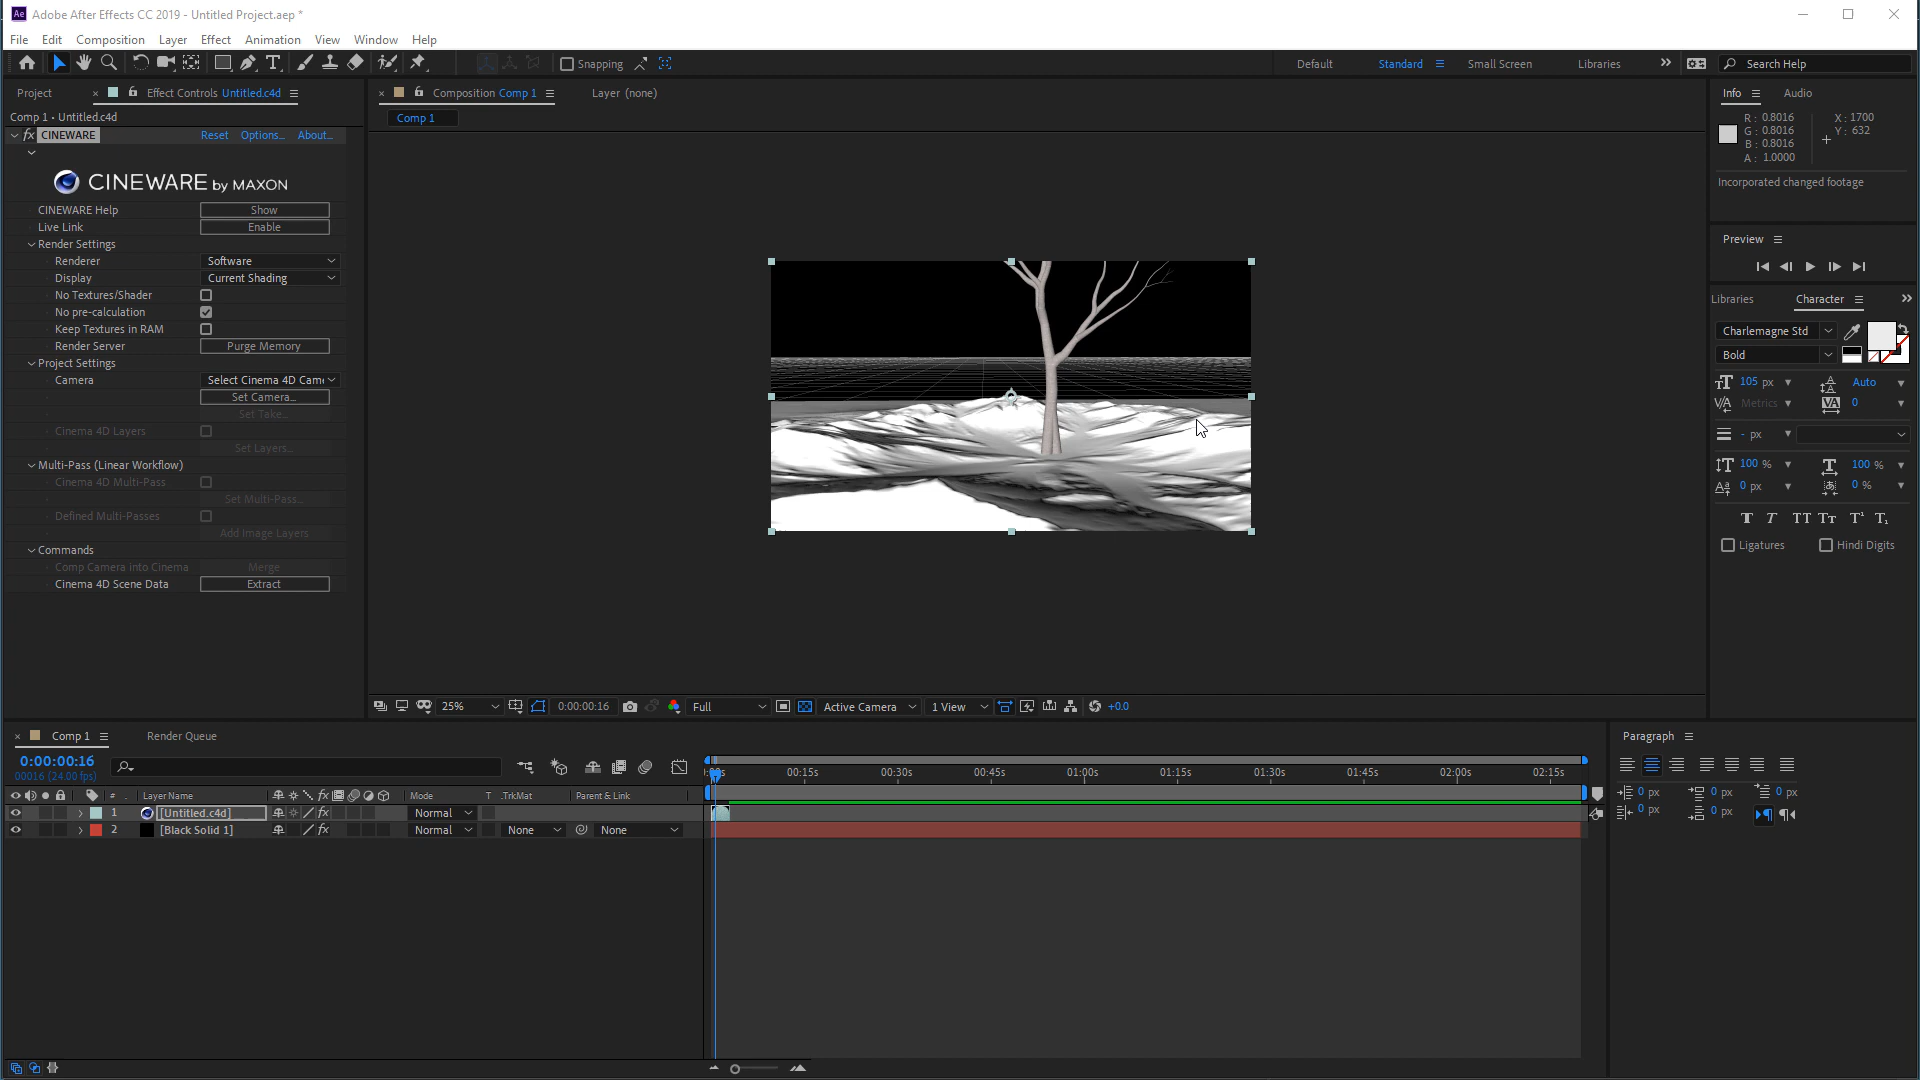 Ae Adobe After Effects CC 2019 - Untitled Project.aep *
File Edit Composition Layer Effect Animation View Window Help
Snapping Default Standard Small Screen Libraries Search Help
Project Effect Controls Untitled.c4d
Comp 1 • Untitled.c4d
fx CINEWARE Reset Options... About...
CINEWARE by MAXON
CINEWARE Help Show
Live Link Enable
Render Settings
Renderer Software
Display Current Shading
No Textures/Shader
No pre-calculation
Keep Textures in RAM
Render Server Purge Memory
Project Settings
Camera Select Cinema 4D Cam
Set Camera...
Set Take...
Cinema 4D Layers
Set Layers...
Multi-Pass (Linear Workflow)
Cinema 4D Multi-Pass
Set Multi-Pass...
Defined Multi-Passes
Add Image Layers
Commands
Comp Camera into Cinema Merge
Cinema 4D Scene Data Extract
Composition Comp 1 Layer (none)
Comp 1
25% 0:00:00:16 Full Active Camera 1 View +0.0
Info Audio
R: 0.8016 X: 1700
G: 0.8016 Y: 632
B: 0.8016
A: 1.0000
Incorporated changed footage
Preview
Libraries Character
Charlemagne Std
Bold
105 px Auto
Metrics 0
- px
100 % 100 %
0 px 0 %
T T TT Tt T¹ T₁
Ligatures Hindi Digits
Comp 1 Render Queue
0:00:00:16
00016 (24.00 fps)
# Layer Name fx Mode T .TrkMat Parent & Link
1 [Untitled.c4d] fx Normal
2 [Black Solid 1] fx Normal None None
00:15s 00:30s 00:45s 01:00s 01:15s 01:30s 01:45s 02:00s 02:15s
Paragraph
0 px 0 px 0 px
0 px 0 px